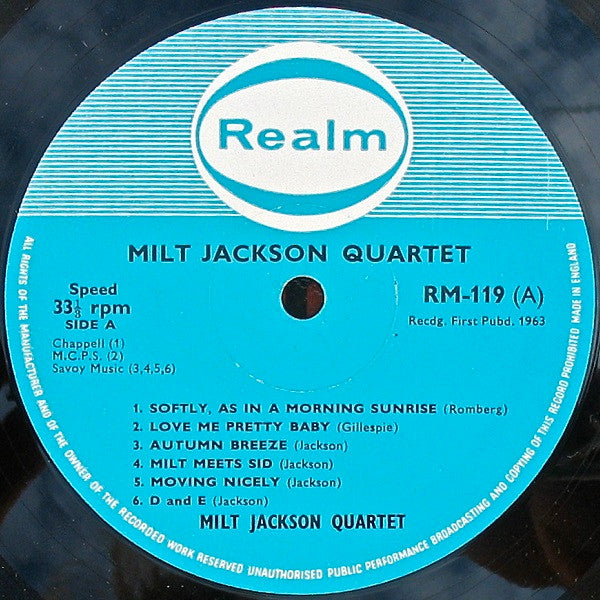 Realm
MILT JACKSON QUARTET
Speed
33⅓ rpm
SIDE A
RM-119 (A)
Recdg. First Pubd. 1963
Chappell (1)
M.C.P.S. (2)
Savoy Music (3,4,5,6)
1. SOFTLY, AS IN A MORNING SUNRISE (Romberg)
2. LOVE ME PRETTY BABY (Gillespie)
3. AUTUMN BREEZE (Jackson)
4. MILT MEETS SID (Jackson)
5. MOVING NICELY (Jackson)
6. D and E (Jackson)
MILT JACKSON QUARTET
ALL RIGHTS OF THE MANUFACTURER AND OF THE OWNER OF THE RECORDED WORK RESERVED UNAUTHORISED PUBLIC PERFORMANCE BROADCASTING AND COPYING OF THIS RECORD PROHIBITED MADE IN ENGLAND